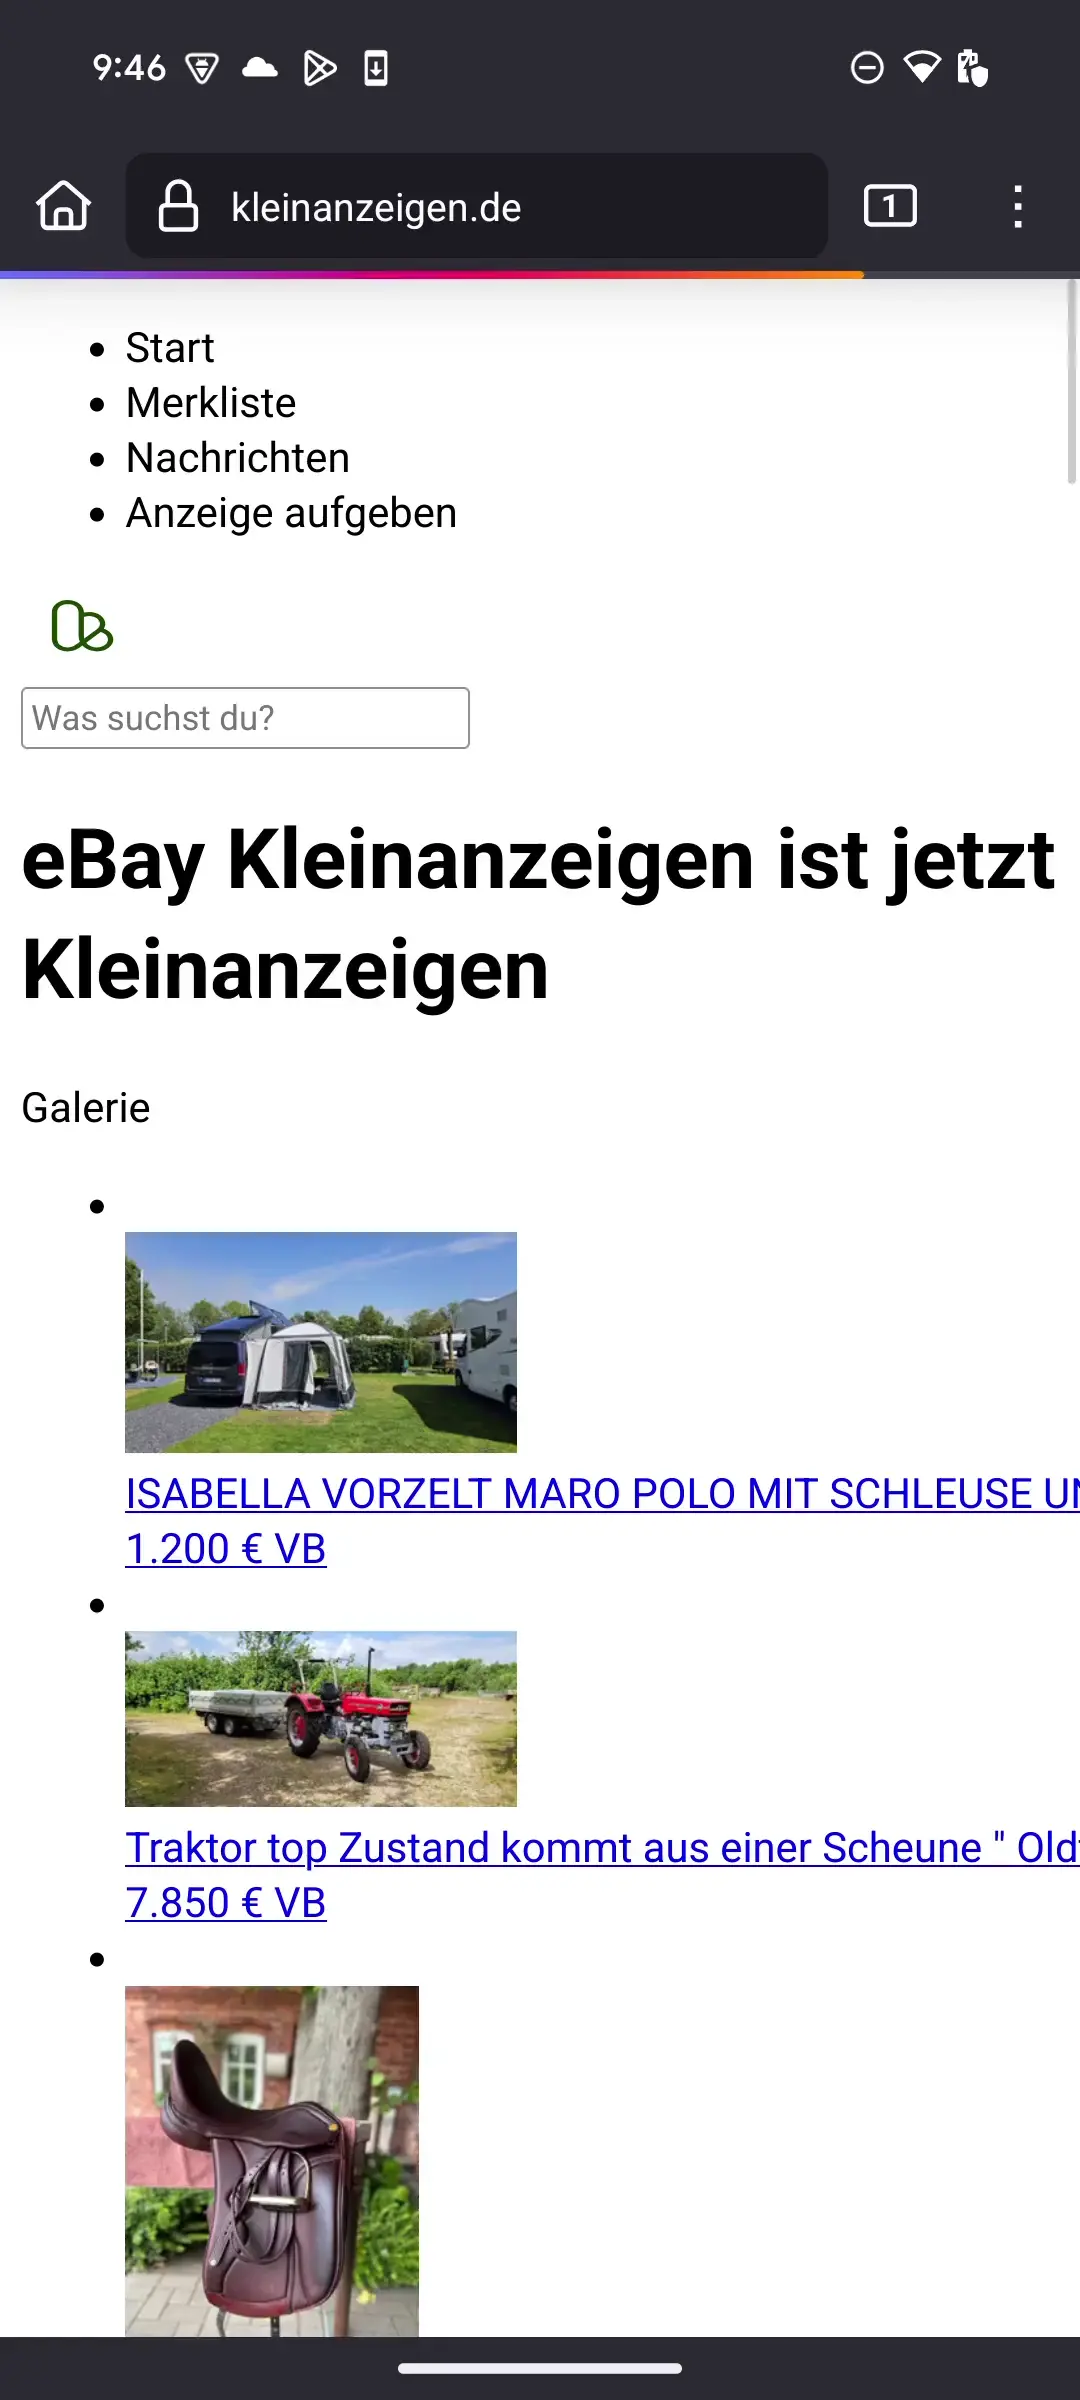 9:46
kleinanzeigen.de
1
Start
Merkliste
Nachrichten
Anzeige aufgeben
Was suchst du?
eBay Kleinanzeigen ist jetzt
Kleinanzeigen
Galerie
ISABELLA VORZELT MARO POLO MIT SCHLEUSE UN
1.200 € VB
Traktor top Zustand kommt aus einer Scheune " Old
7.850 € VB